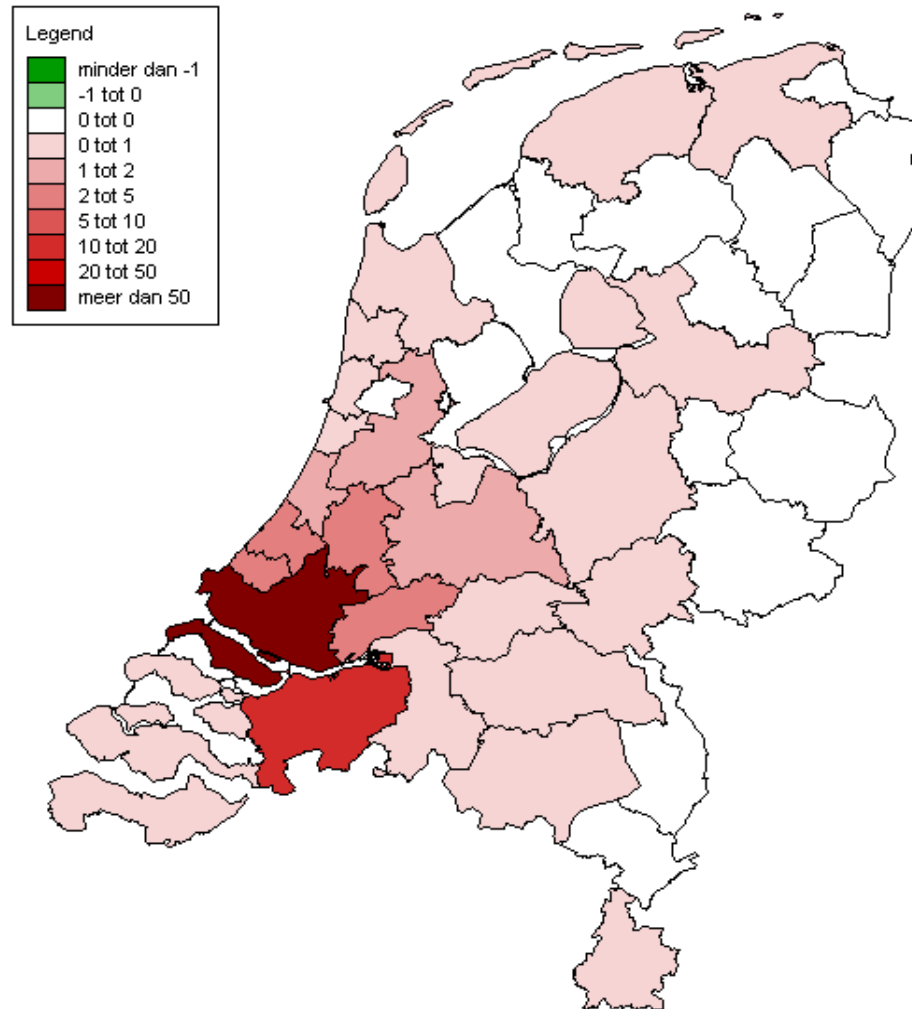 Legend
minder dan -1
-1 tot 0
0 tot 0
0 tot 1
1 tot 2
2 tot 5
5 tot 10
10 tot 20
20 tot 50
meer dan 50